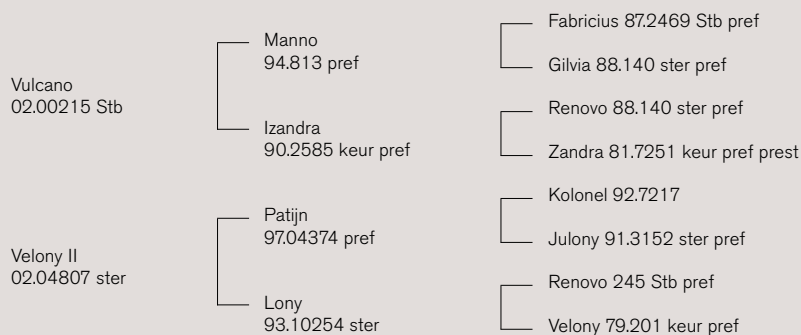 Vulcano
02.00215 Stb
Manno
94.813 pref
Izandra
90.2585 keur pref
Fabricius 87.2469 Stb pref
Gilvia 88.140 ster pref
Renovo 88.140 ster pref
Zandra 81.7251 keur pref prest
Velony II
02.04807 ster
Patijn
97.04374 pref
Lony
93.10254 ster
Kolonel 92.7217
Julony 91.3152 ster pref
Renovo 245 Stb pref
Velony 79.201 keur pref